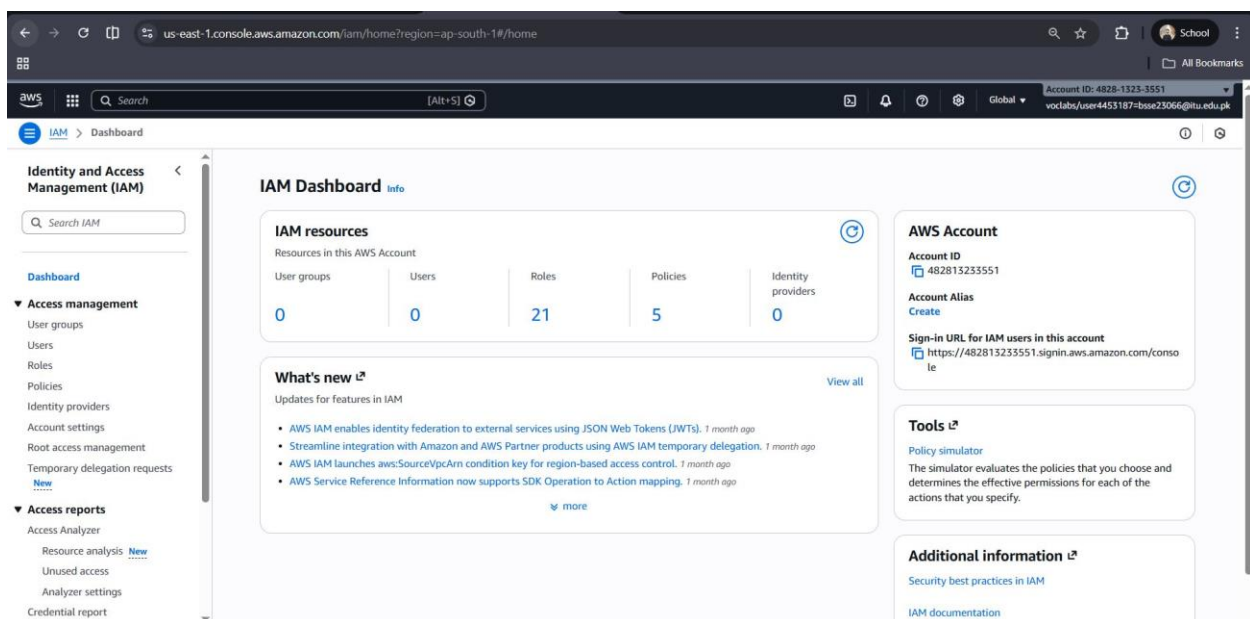 us-east-1.console.aws.amazon.com/iam/home?region=ap-south-1#/home
School
All Bookmarks
aws
Search
[Alt+S]
Global
Account ID: 4828-1323-3551
voclabs/user4453187=bsse23066@itu.edu.pk
IAM > Dashboard
Identity and Access
Management (IAM)
Search IAM
Dashboard
Access management
User groups
Users
Roles
Policies
Identity providers
Account settings
Root access management
Temporary delegation requests
New
Access reports
Access Analyzer
Resource analysis New
Unused access
Analyzer settings
Credential report
IAM Dashboard Info
IAM resources
Resources in this AWS Account
User groups
0
Users
0
Roles
21
Policies
5
Identity
providers
0
What's new
View all
Updates for features in IAM
• AWS IAM enables identity federation to external services using JSON Web Tokens (JWTs). 1 month ago
• Streamline integration with Amazon and AWS Partner products using AWS IAM temporary delegation. 1 month ago
• AWS IAM launches aws:SourceVpcArn condition key for region-based access control. 1 month ago
• AWS Service Reference Information now supports SDK Operation to Action mapping. 1 month ago
more
AWS Account
Account ID
482813233551
Account Alias
Create
Sign-in URL for IAM users in this account
https://482813233551.signin.aws.amazon.com/conso
le
Tools
Policy simulator
The simulator evaluates the policies that you choose and
determines the effective permissions for each of the
actions that you specify.
Additional information
Security best practices in IAM
IAM documentation